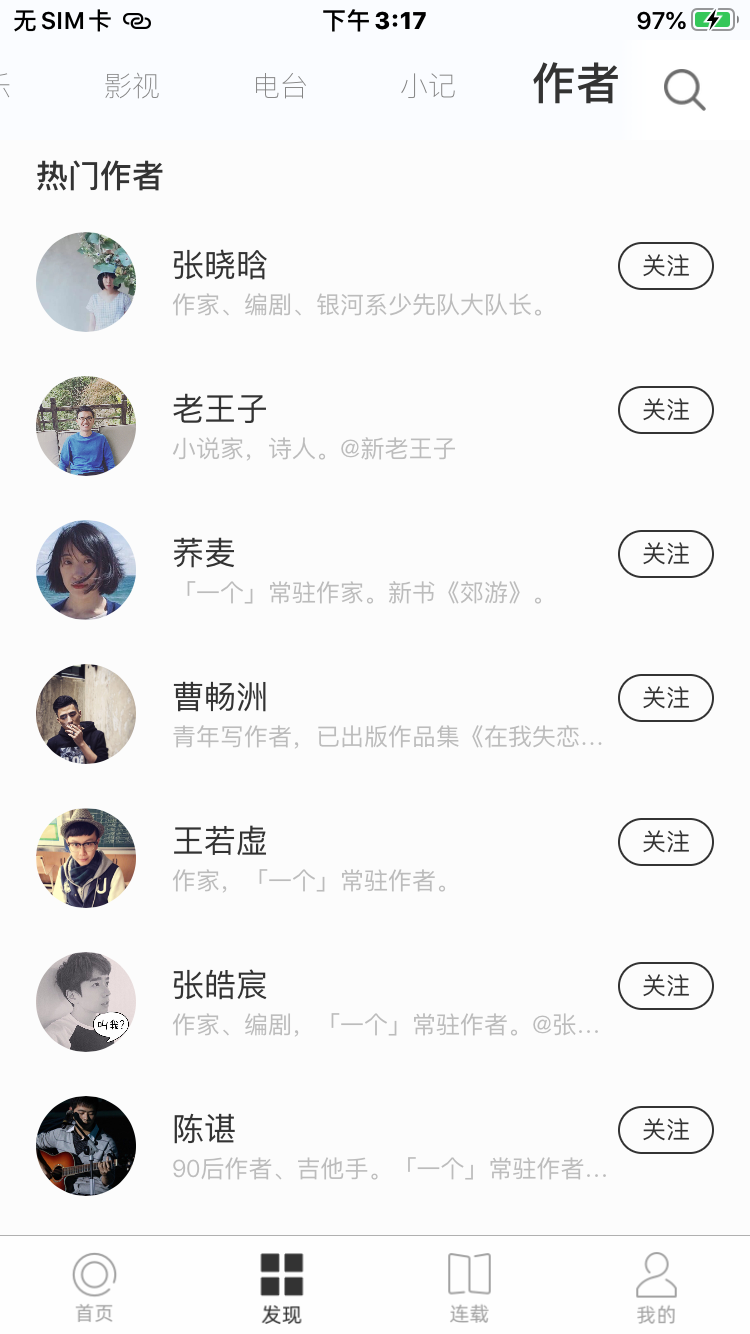 无SIM卡 下午3:17 97%
乐 影视 电台 小记 作者
热门作者
张晓晗
关注
作家、编剧、银河系少先队大队长。
老王子
关注
小说家，诗人。@新老王子
荞麦
关注
「一个」常驻作家。新书《郊游》。
曹畅洲
关注
青年写作者，已出版作品集《在我失恋...
王若虚
关注
作家，「一个」常驻作者。
张皓宸
关注
作家、编剧，「一个」常驻作者。@张...
叫我?
陈谌
关注
90后作者、吉他手。「一个」常驻作者...
首页 发现 连载 我的